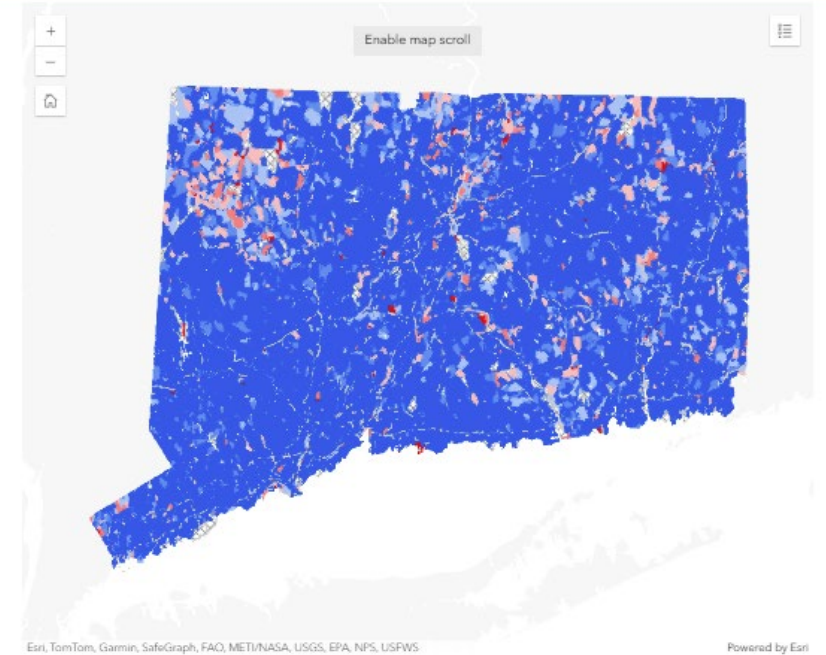 +
Enable map scroll
−
Esri, TomTom, Garmin, SafeGraph, FAO, METI/NASA, USGS, EPA, NPS, USFWS
Powered by Esri